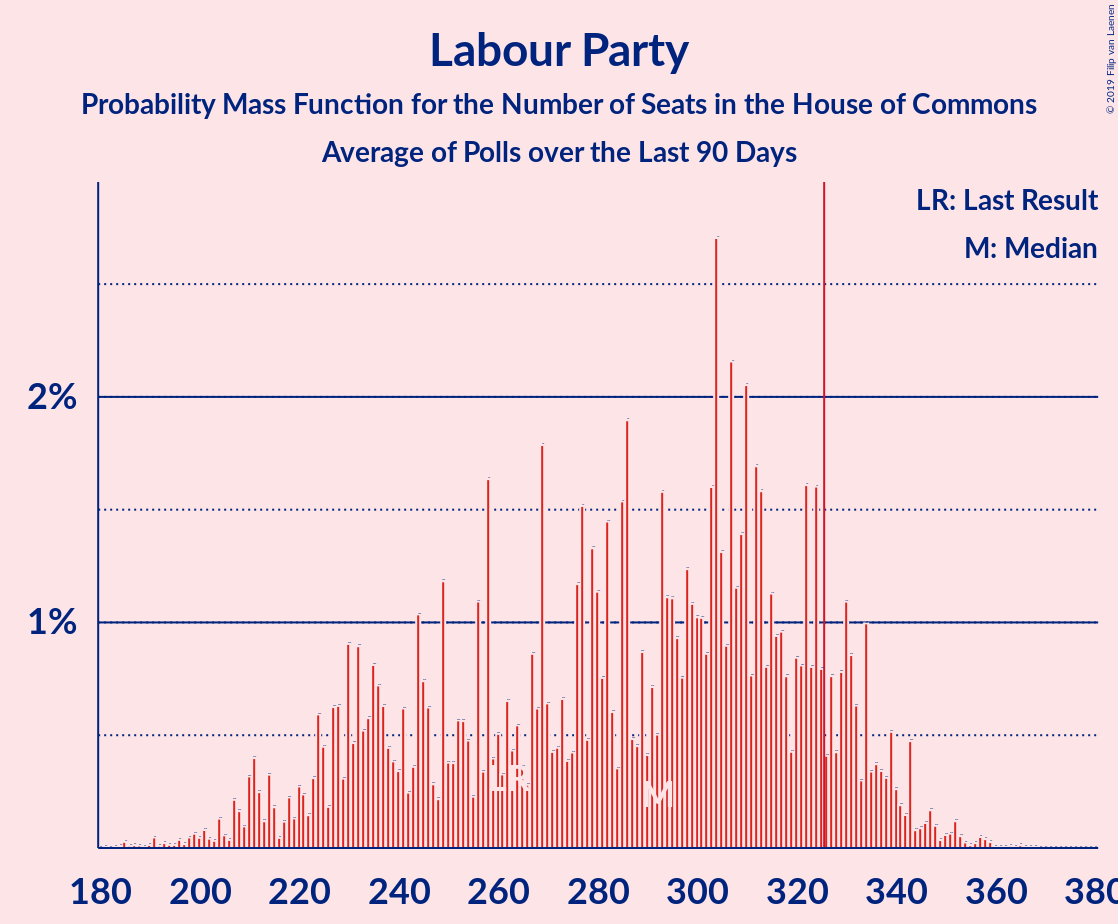 Labour Party
Probability Mass Function for the Number of Seats in the House of Commons
Average of Polls over the Last 90 Days
© 2019 Filip van Laenen
LR: Last Result
M: Median
2%
1%
LR
M
180 200 220 240 260 280 300 320 340 360 380